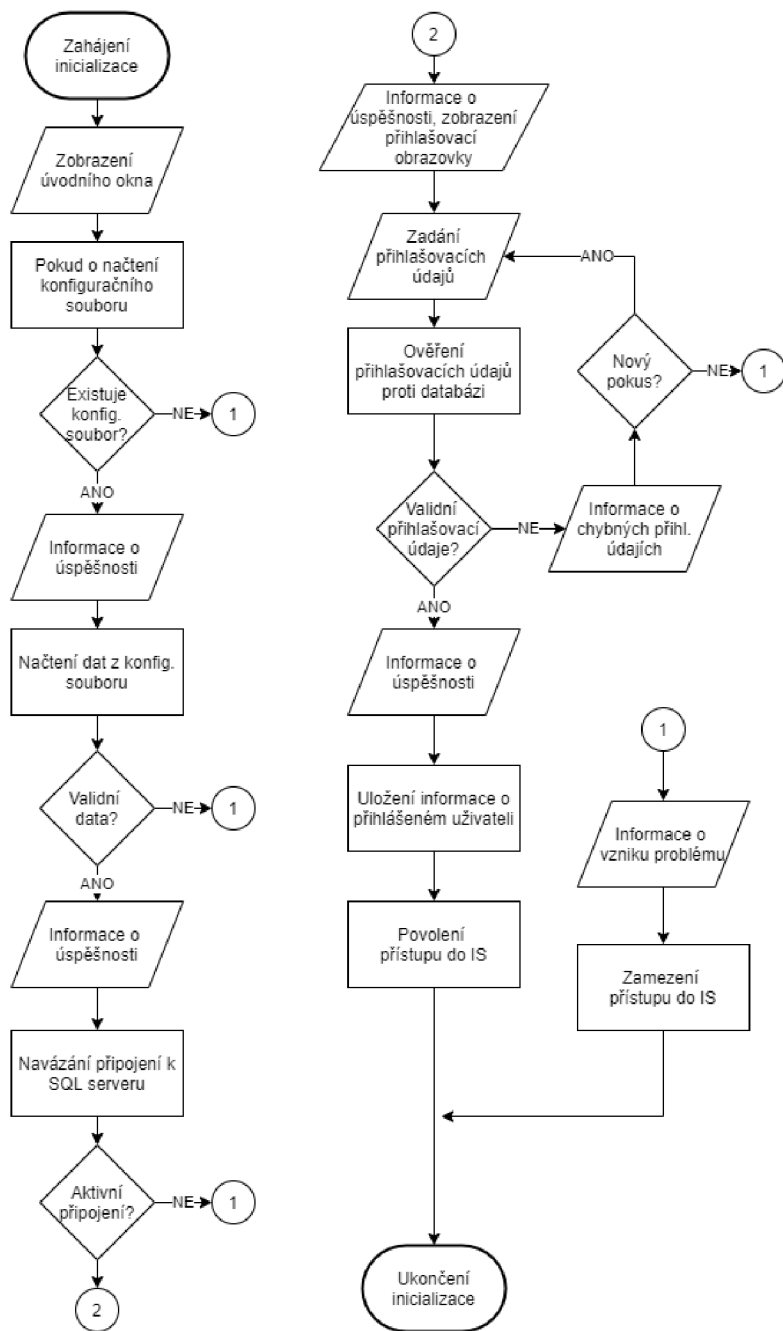 Zahájení
inicializace
Zobrazení
úvodního okna
Pokud o načtení
konfiguračního
souboru
Existuje
konfig.
soubor?
NE
1
ANO
Informace o
úspěšnosti
Načtení dat z konfig.
souboru
Validní
data?
NE
1
ANO
Informace o
úspěšnosti
Navázání připojení k
SQL serveru
Aktivní
připojení?
NE
1
2
2
Informace o
úspěšnosti, zobrazení
přihlašovací
obrazovky
Zadání
přihlašovacích
údajů
ANO
Ověření
přihlašovacích údajů
proti databázi
Nový
pokus?
NE
1
Validní
přihlašovací
údaje?
NE
Informace o
chybných přihl.
údajích
ANO
Informace o
úspěšnosti
Uložení informace o
přihlášeném uživateli
Povolení
přístupu do IS
1
Informace o
vzniku problému
Zamezení
přístupu do IS
Ukončení
inicializace